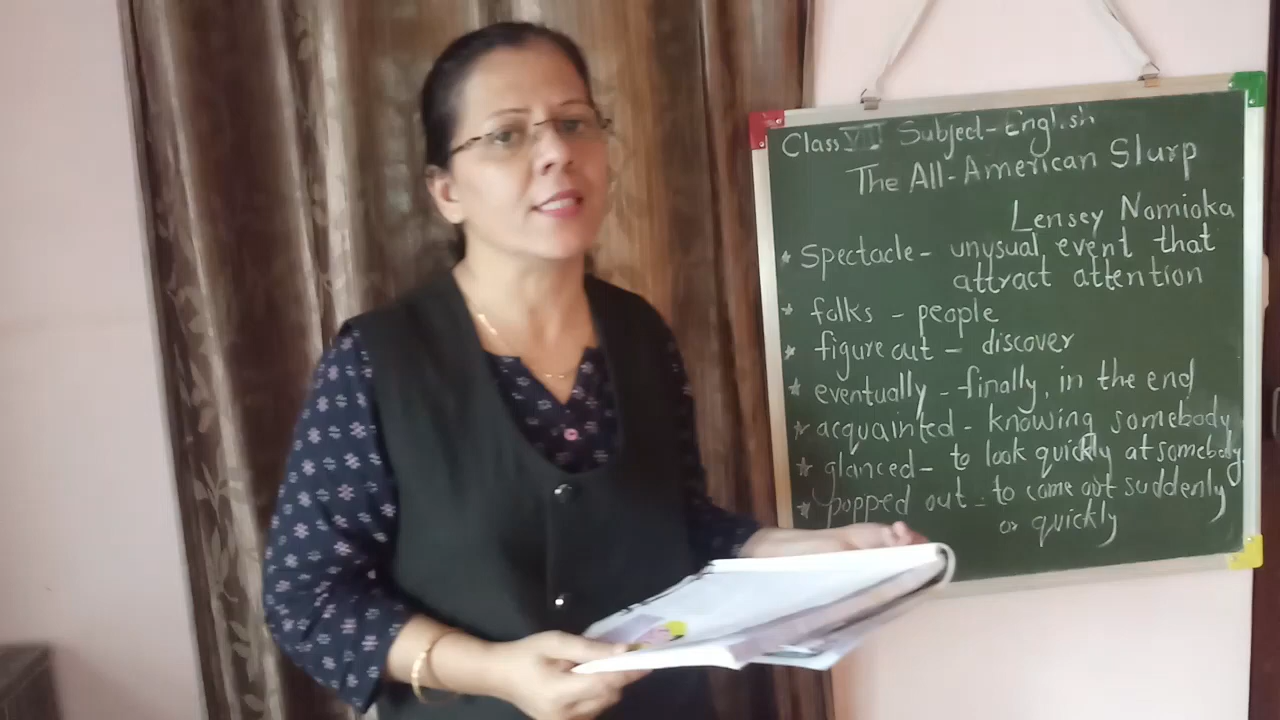 Class VII Subject-English
The All-American Slurp
Lensey Namioka
* Spectacle - unusual event that
attract attention
* folks - people
* figure out - discover
* eventually - finally, in the end
* acquainted - knowing somebody
* glanced - to look quickly at somebody
* popped out - to come out suddenly
or quickly